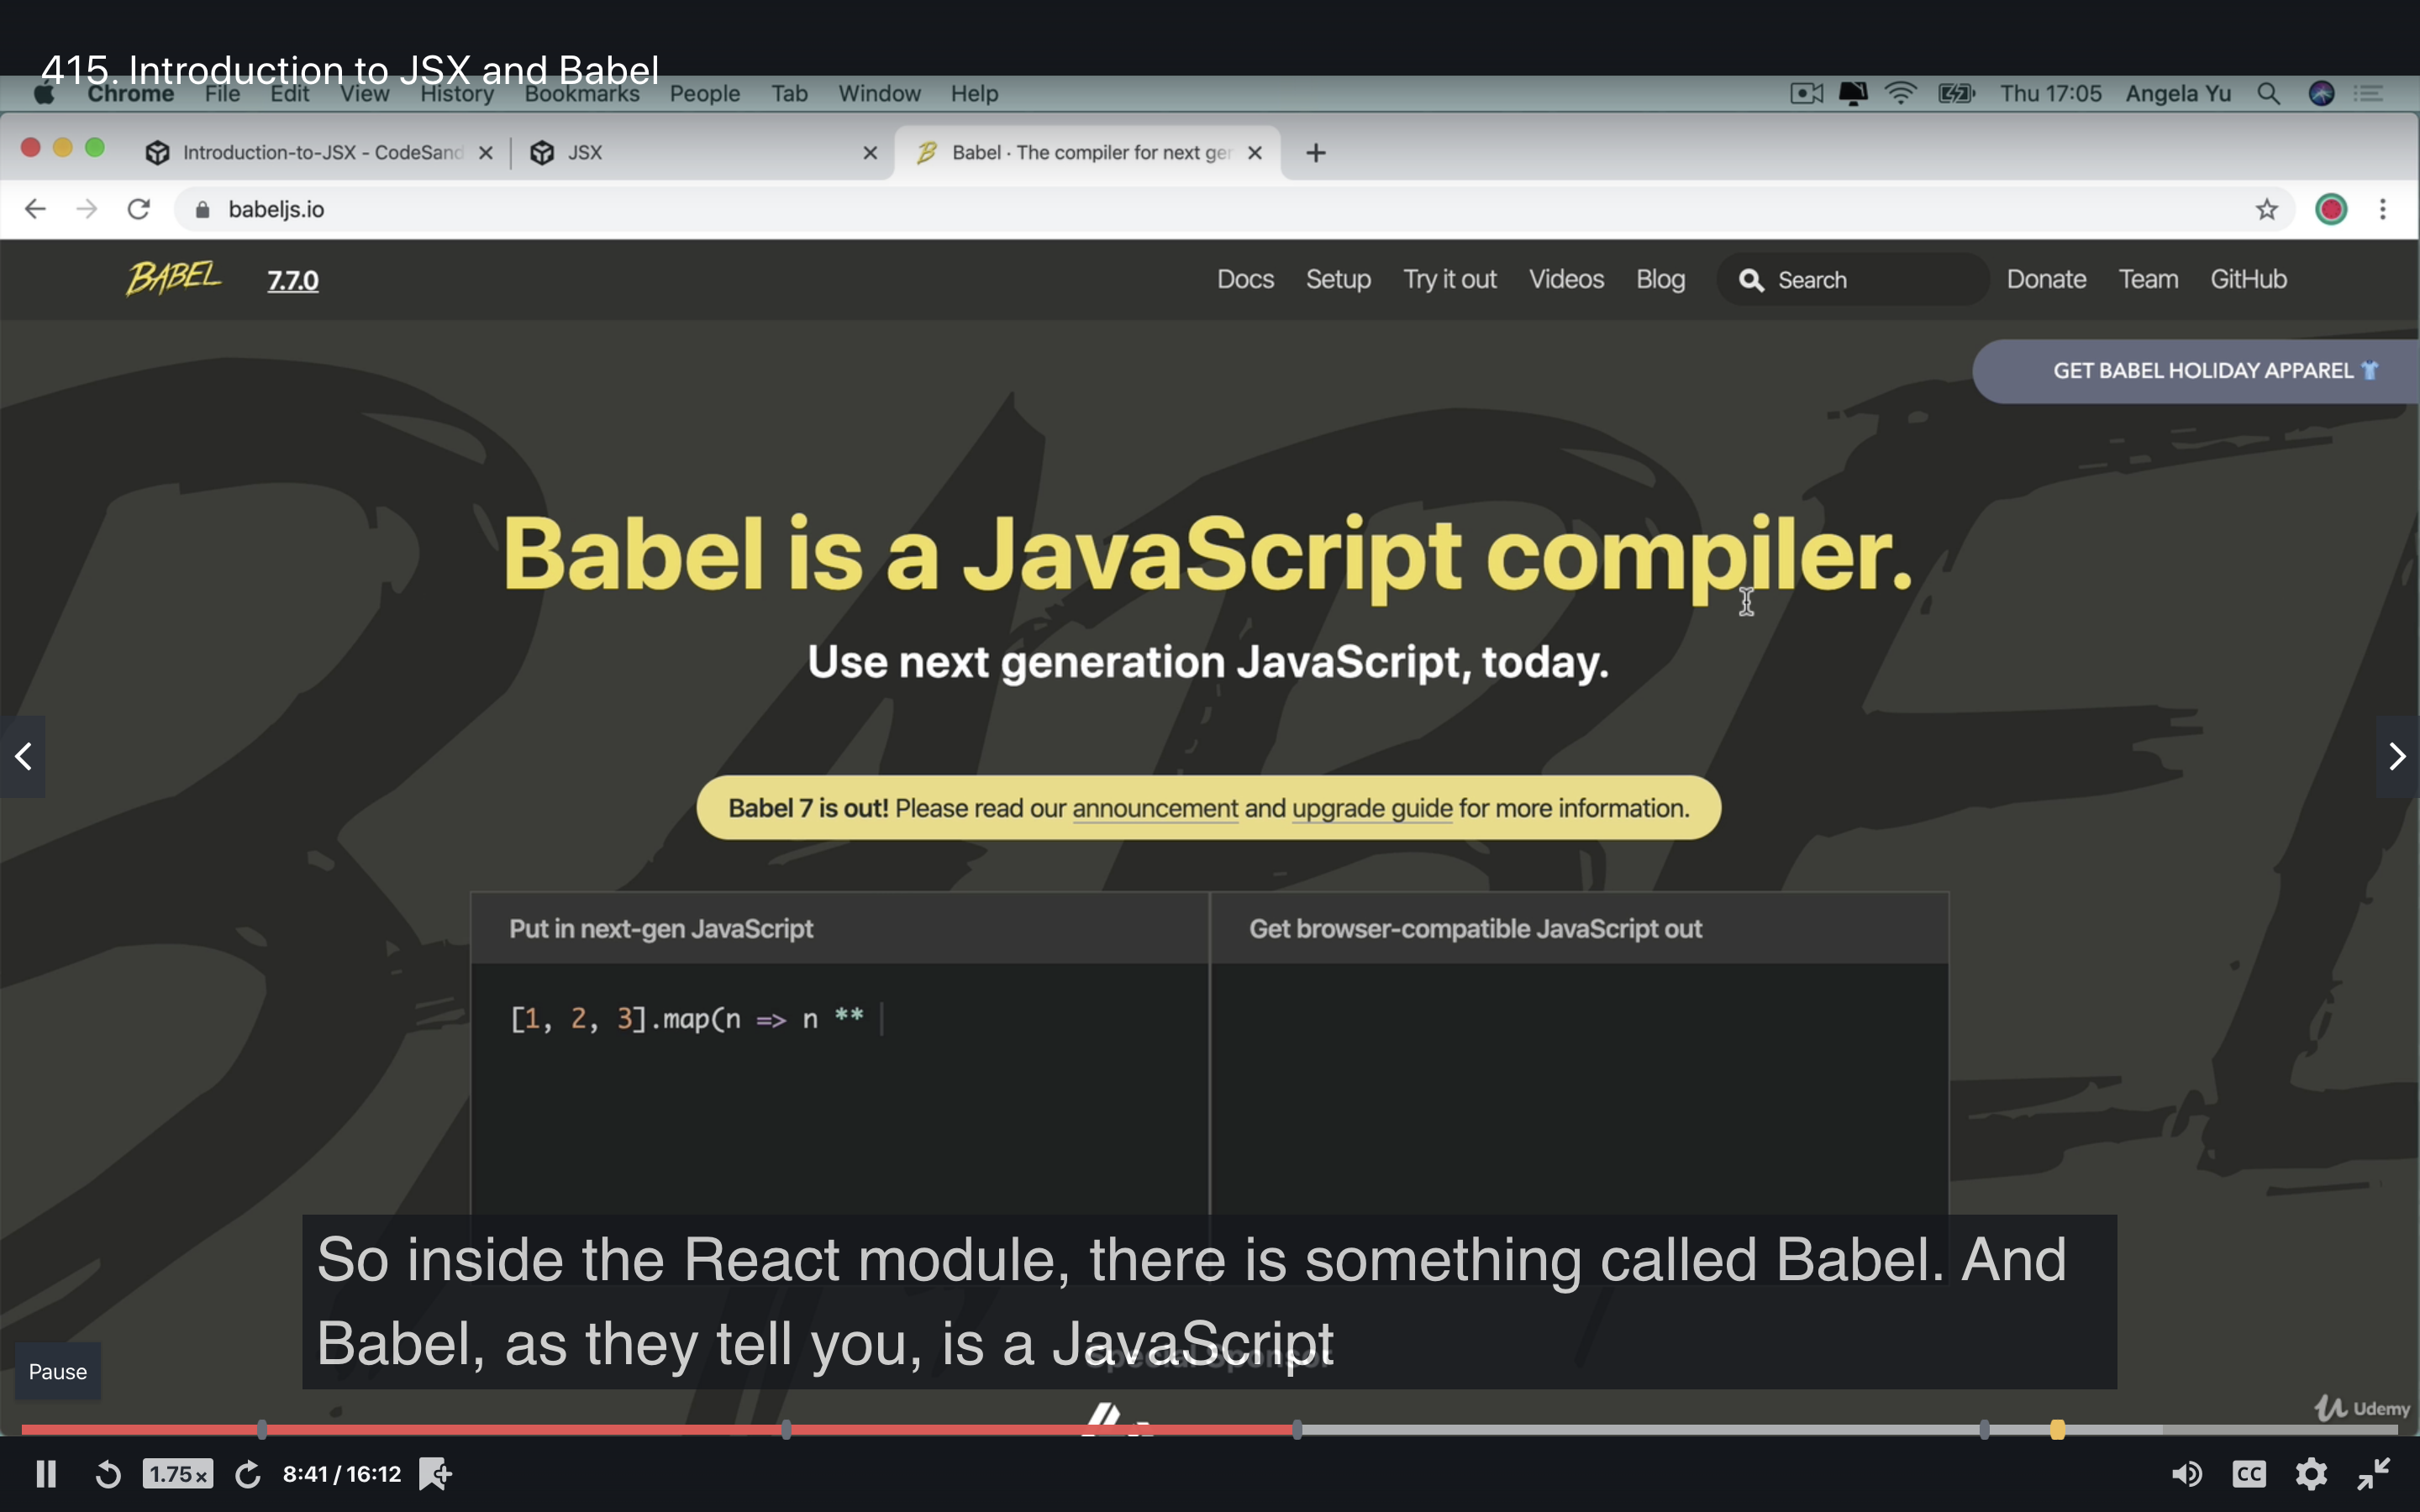 415. Introduction to JSX and Babel
Chrome File Edit View History Bookmarks People Tab Window Help Thu 17:05 Angela Yu
Introduction-to-JSX - CodeSand JSX Babel · The compiler for next ger
babeljs.io
BABEL 7.7.0 Docs Setup Try it out Videos Blog Search Donate Team GitHub
GET BABEL HOLIDAY APPAREL
Babel is a JavaScript compiler.
Use next generation JavaScript, today.
Babel 7 is out! Please read our announcement and upgrade guide for more information.
Put in next-gen JavaScript Get browser-compatible JavaScript out
[1, 2, 3].map(n => n **
So inside the React module, there is something called Babel. And
Babel, as they tell you, is a JavaScript
Special Sponsor
Pause
Udemy
1.75x 8:41 / 16:12 CC